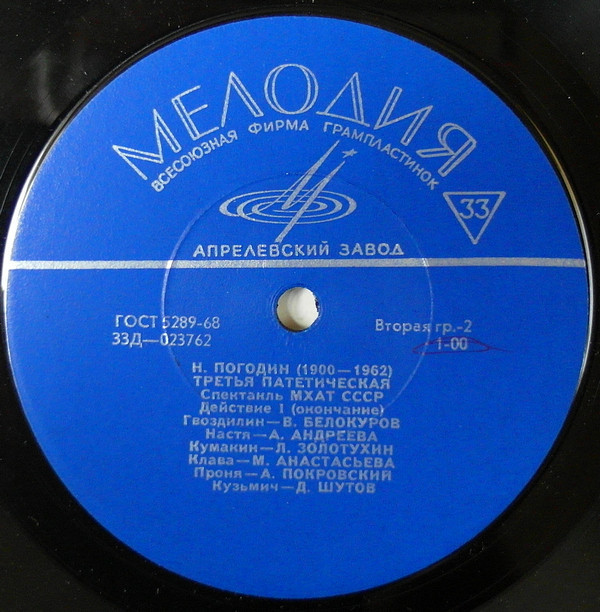 МЕЛОДИЯ
ВСЕСОЮЗНАЯ ФИРМА ГРАМПЛАСТИНОК
33
АПРЕЛЕВСКИЙ ЗАВОД
ГОСТ 5289-68
33Д—023762
Вторая гр.-2
1-00
Н. ПОГОДИН (1900—1962)
ТРЕТЬЯ ПАТЕТИЧЕСКАЯ
Спектакль МХАТ СССР
Действие 1 (окончание)
Гвоздилин—В. БЕЛОКУРОВ
Настя—А. АНДРЕЕВА
Кумакин—Л. ЗОЛОТУХИН
Клава—М. АНАСТАСЬЕВА
Проня—А. ПОКРОВСКИЙ
Кузьмич—Д. ШУТОВ